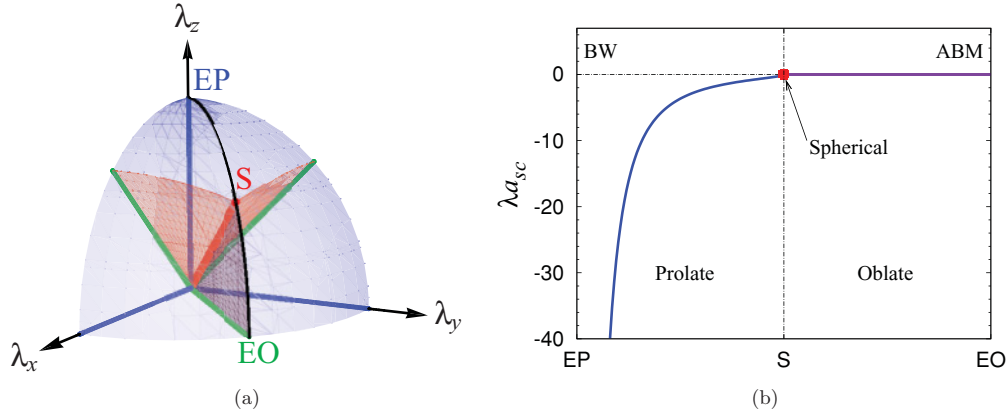 λz
EP
S
λy
λx
EO
(a)
BW
ABM
0
-10
-20
-30
-40
λasc
Spherical
Prolate
Oblate
EP
S
EO
(b)